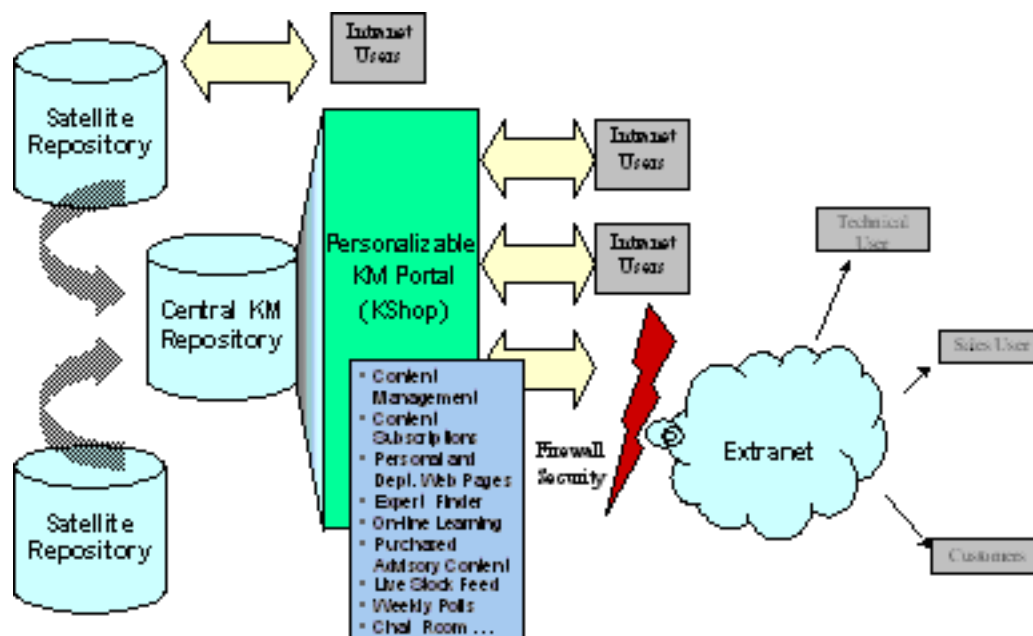 Intranet
Users
Satellite
Repository
Intranet
Users
Technical
User
Personalizable
KM Portal
(KShop)
Intranet
Users
Central KM
Repository
Sales User
• Content
Management
• Content
Subscriptions
• Personal and
Dept. Web Pages
• Expert Finder
• On-line Learning
• Purchased
Advisory Content
• Live Stock Feed
• Weekly Polls
• Chat Room ...
Firewall
Security
Extranet
Satellite
Repository
Customers